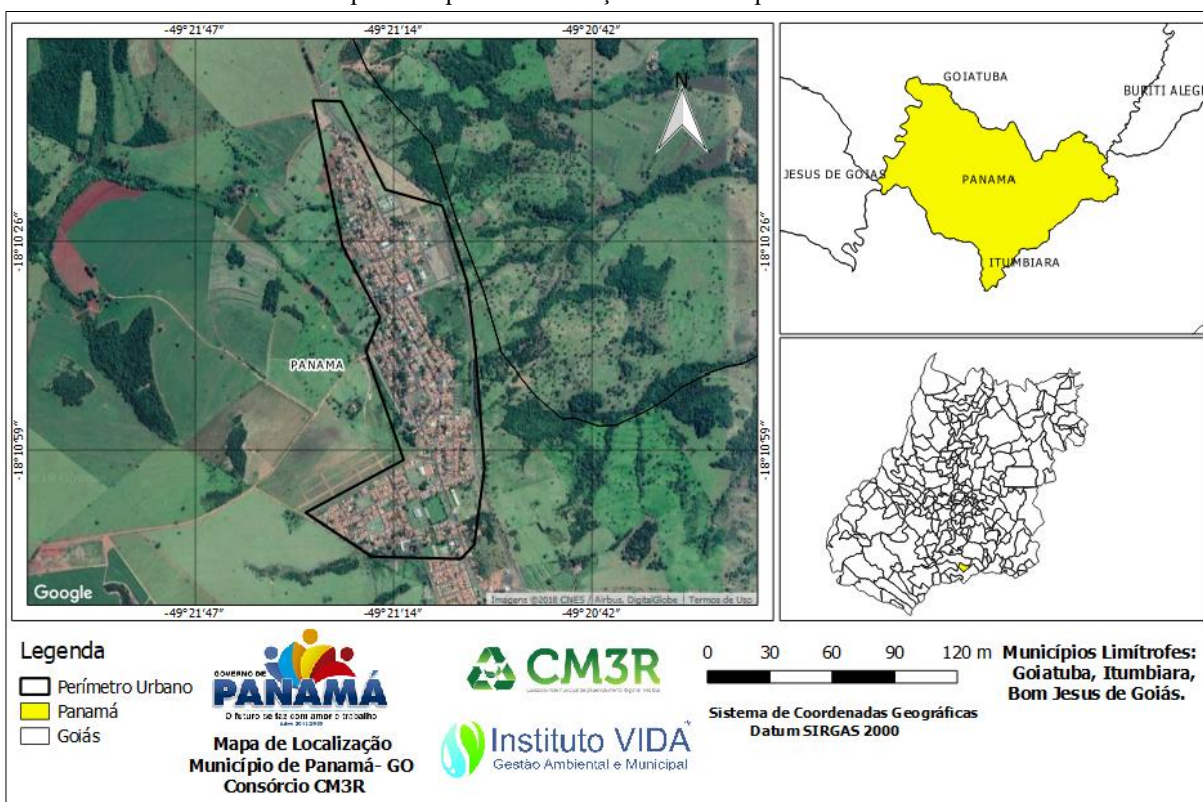 -49°21'47"
-49°21'14"
-49°20'42"
N
-18°10'26"
-18°10'26"
PANAMA
-18°10'59"
-18°10'59"
Google
Imagens ©2018 CNES / Airbus, DigitalGlobe | Termos de Uso
-49°21'47"
-49°21'14"
-49°20'42"
GOIATUBA
BURITI ALEGR
JESUS DE GOIAS
PANAMA
ITUMBIARA
Legenda
Perímetro Urbano
Panamá
Goiás
GOVERNO DE
PANAMÁ
O futuro se faz com amor e trabalho
Mapa de Localização
Município de Panamá- GO
Consórcio CM3R
CM3R
Instituto VIDA
Gestão Ambiental e Municipal
0 30 60 90 120 m
Sistema de Coordenadas Geográficas
Datum SIRGAS 2000
Municípios Limítrofes:
Goiatuba, Itumbiara,
Bom Jesus de Goiás.